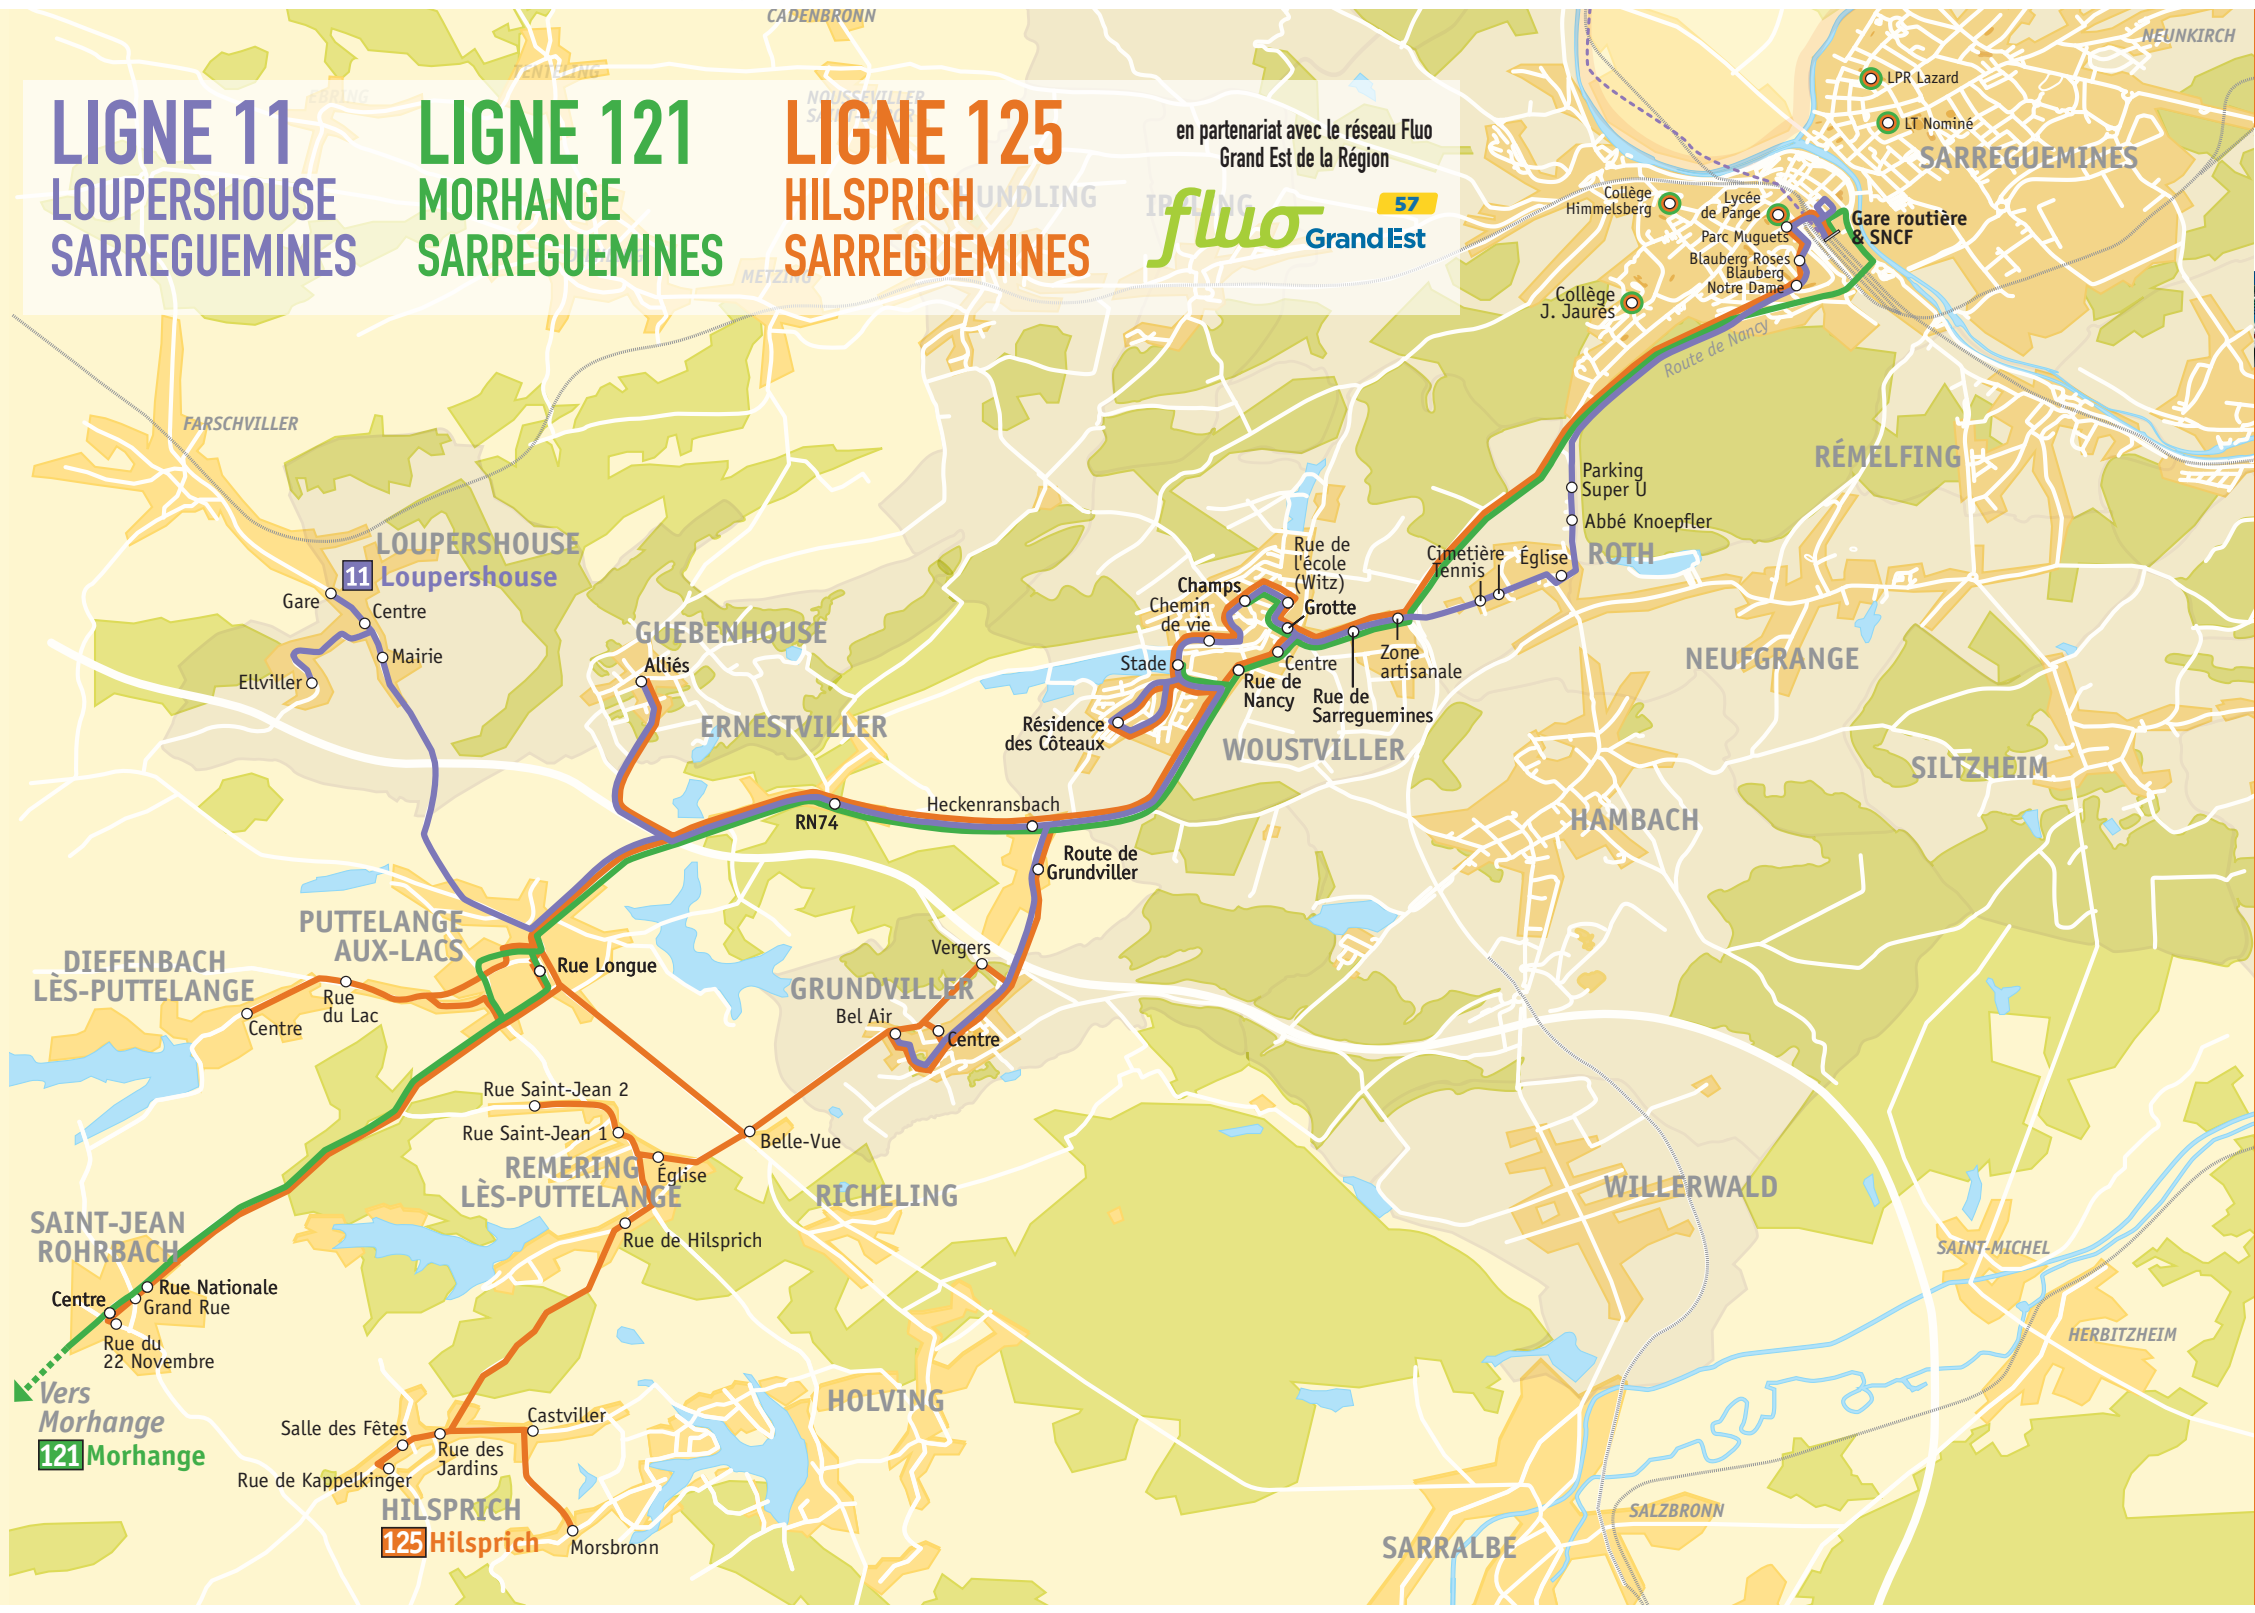 CADENBRONN
NEUNKIRCH
TENTELING
EBRING
NOUSSEVILLER
LPR Lazard
LT Nominé
SARREGUEMINES
LIGNE 11
LOUPERSHOUSE
SARREGUEMINES
LIGNE 121
MORHANGE
SARREGUEMINES
LIGNE 125
HILSPRICH
SARREGUEMINES
en partenariat avec le réseau Fluo
Grand Est de la Région
fluo
57
Grand Est
METZING
Collège
Himmelsberg
Lycée
de Pange
Parc Muguets
Gare routière
& SNCF
Blauberg Roses
Blauberg
Notre Dame
Collège
J. Jaurès
Route de Nancy
FARSCHVILLER
RÉMELFING
Parking
Super U
Abbé Knoepfler
ROTH
Église
Cimetière
Tennis
LOUPERSHOUSE
11 Loupershouse
Gare
Centre
Mairie
Ellviller
GUEBENHOUSE
Alliés
ERNESTVILLER
Rue de
l'école
(Witz)
Champs
Grotte
Chemin
de vie
Stade
Centre
Rue de
Nancy
Zone
artisanale
Rue de
Sarreguemines
Résidence
des Côteaux
WOUSTVILLER
NEUFGRANGE
SILTZHEIM
HAMBACH
RN74
Heckenransbach
Route de
Grundviller
PUTTELANGE
AUX-LACS
Rue Longue
DIEFENBACH
LÈS-PUTTELANGE
Rue
du Lac
Centre
Vergers
GRUNDVILLER
Bel Air
Centre
Rue Saint-Jean 2
Rue Saint-Jean 1
Belle-Vue
REMERING
LÈS-PUTTELANGE
Église
RICHELING
Rue de Hilsprich
WILLERWALD
SAINT-JEAN
ROHRBACH
Rue Nationale
Centre
Grand Rue
Rue du
22 Novembre
SAINT-MICHEL
HERBITZHEIM
Vers
Morhange
121 Morhange
HOLVING
Castviller
Salle des Fêtes
Rue des
Jardins
Rue de Kappelkinger
HILSPRICH
125 Hilsprich
Morsbronn
SALZBRONN
SARRALBE